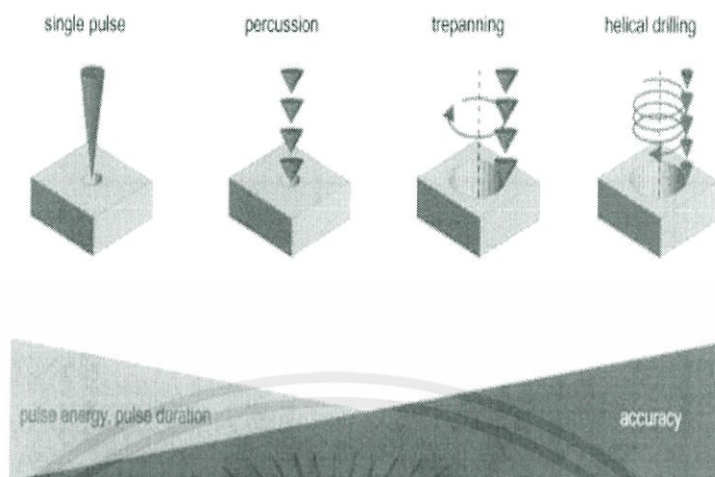 single pulse percussion trepanning helical drilling
pulse energy, pulse duration accuracy